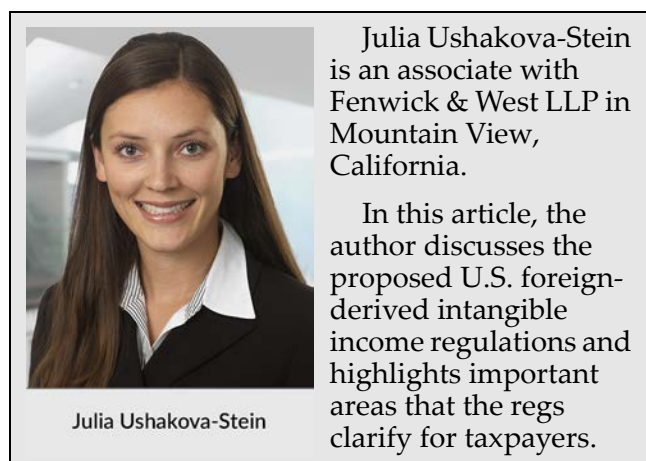 Julia Ushakova-Stein
is an associate with
Fenwick & West LLP in
Mountain View,
California.
In this article, the
author discusses the
proposed U.S. foreign-
derived intangible
income regulations and
highlights important
areas that the regs
clarify for taxpayers.
Julia Ushakova-Stein